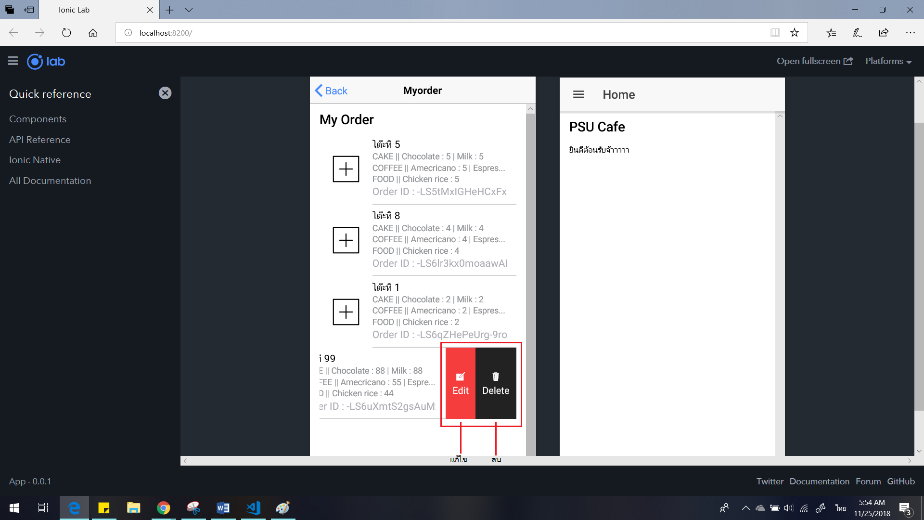 Ionic Lab
localhost:8200/
lab
Open fullscreen
Platforms
Quick reference
Components
API Reference
Ionic Native
All Documentation
Back
Myorder
My Order
โต๊ะที่ 5
CAKE || Chocolate : 5 | Milk : 5
COFFEE || Amecricano : 5 | Espres...
FOOD || Chicken rice : 5
Order ID : -LS5tMxIGHeHCxFx
โต๊ะที่ 8
CAKE || Chocolate : 4 | Milk : 4
COFFEE || Amecricano : 4 | Espres...
FOOD || Chicken rice : 4
Order ID : -LS6lr3kx0moaawAI
โต๊ะที่ 1
CAKE || Chocolate : 2 | Milk : 2
COFFEE || Amecricano : 2 | Espres...
FOOD || Chicken rice : 2
Order ID : -LS6qZHePeUrg-9ro
ที่ 99
E || Chocolate : 88 | Milk : 88
FEE || Amecricano : 55 | Espre...
D || Chicken rice : 44
er ID : -LS6uXmtS2gsAuM
Edit
Delete
แก้ไข
ลบ
Home
PSU Cafe
ยินดีต้อนรับจ้าาาาา
App - 0.0.1
Twitter
Documentation
Forum
GitHub
ไทย
5:54 AM
11/25/2018
3